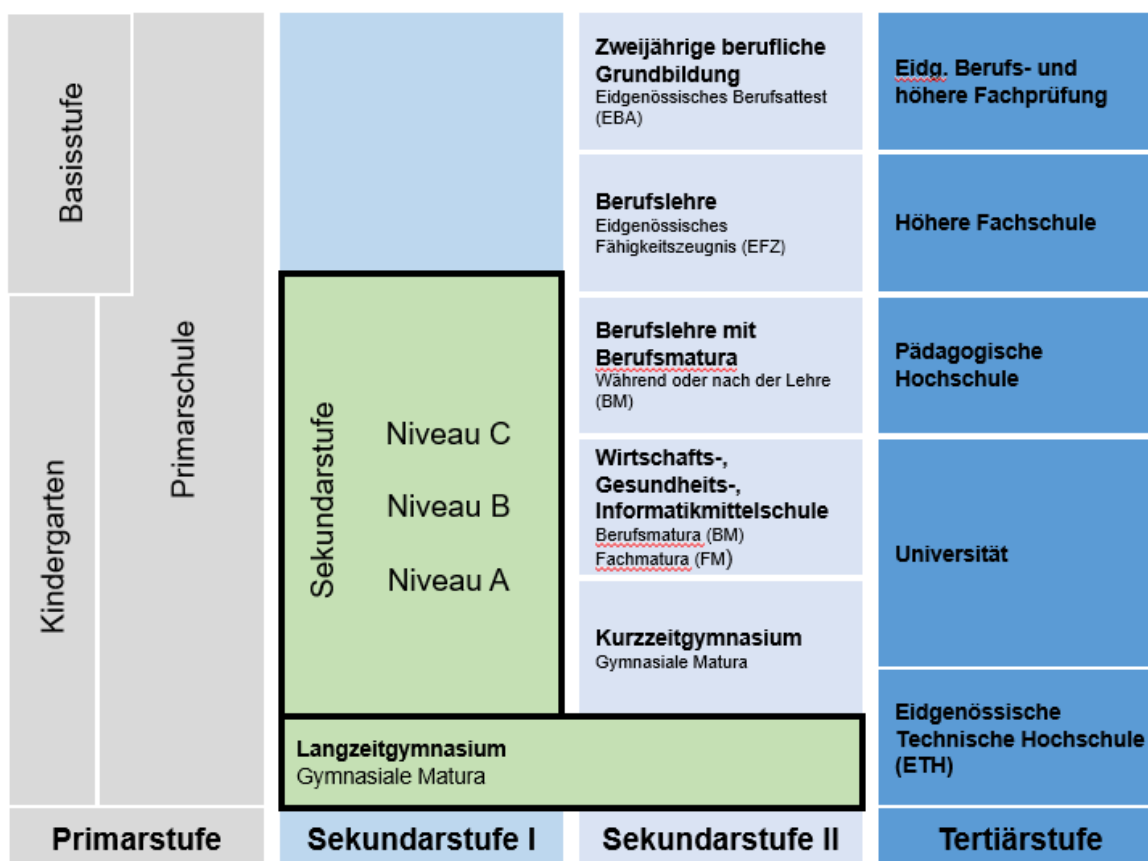 Basisstufe
Kindergarten
Primarschule
Primarstufe
Sekundarstufe
Niveau C
Niveau B
Niveau A
Langzeitgymnasium
Gymnasiale Matura
Sekundarstufe I
Zweijährige berufliche
Grundbildung
Eidgenössisches Berufsattest
(EBA)
Berufslehre
Eidgenössisches
Fähigkeitszeugnis (EFZ)
Berufslehre mit
Berufsmatura
Während oder nach der Lehre
(BM)
Wirtschafts-,
Gesundheits-,
Informatikmittelschule
Berufsmatura (BM)
Fachmatura (FM)
Kurzzeitgymnasium
Gymnasiale Matura
Sekundarstufe II
Eidg. Berufs- und
höhere Fachprüfung
Höhere Fachschule
Pädagogische
Hochschule
Universität
Eidgenössische
Technische Hochschule
(ETH)
Tertiärstufe